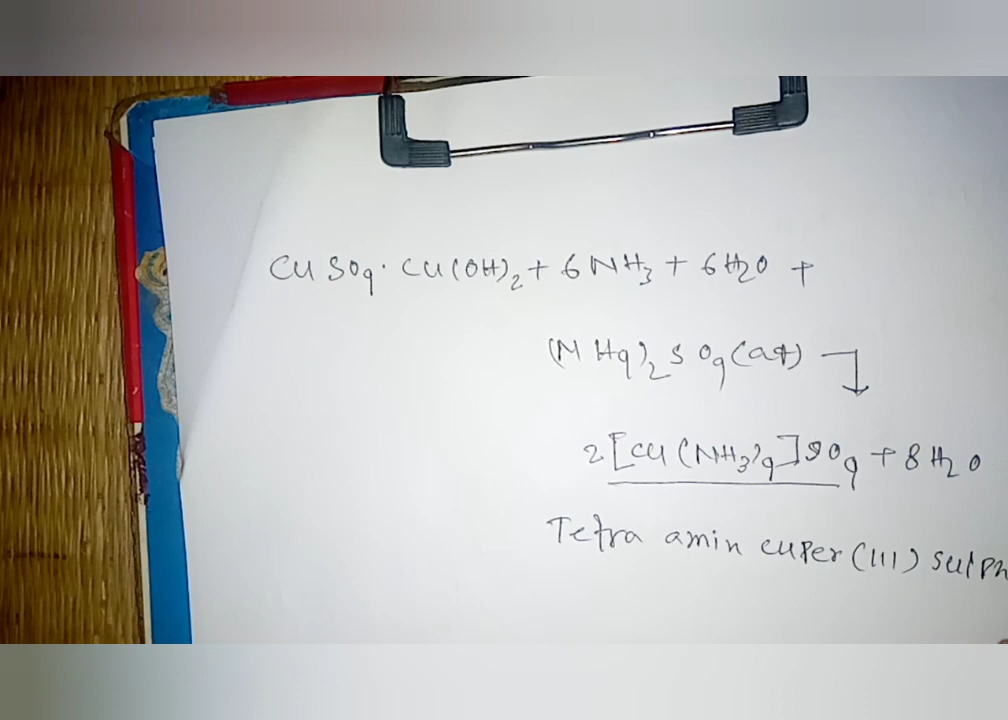 CuSO4·Cu(OH)2 + 6NH3 + 6H2O +
(NH4)2SO4(aq)
2[Cu(NH3)4]SO4 + 8H2O
Tetra amin cuper (III) sulph